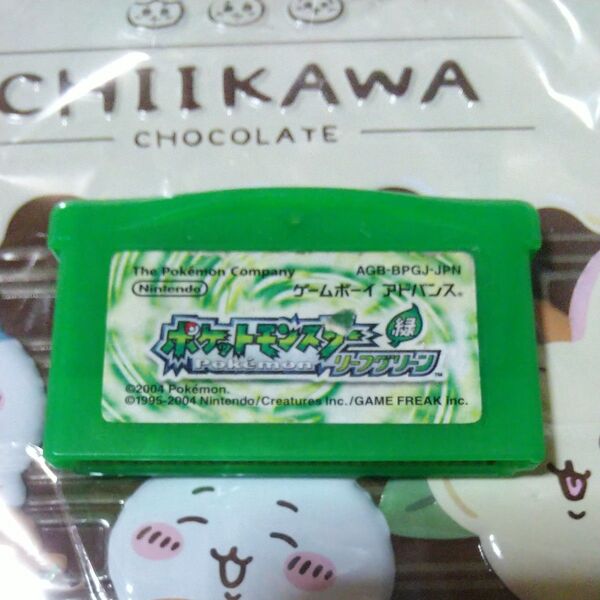 CHIIKAWA
CHOCOLATE
The Pokémon Company AGB-BPGJ-JPN
Nintendo ゲームボーイ アドバンス®
ポケットモンスター 緑
Pokémon リーフグリーン™
©2004 Pokémon.
©1995-2004 Nintendo/Creatures Inc./GAME FREAK inc.